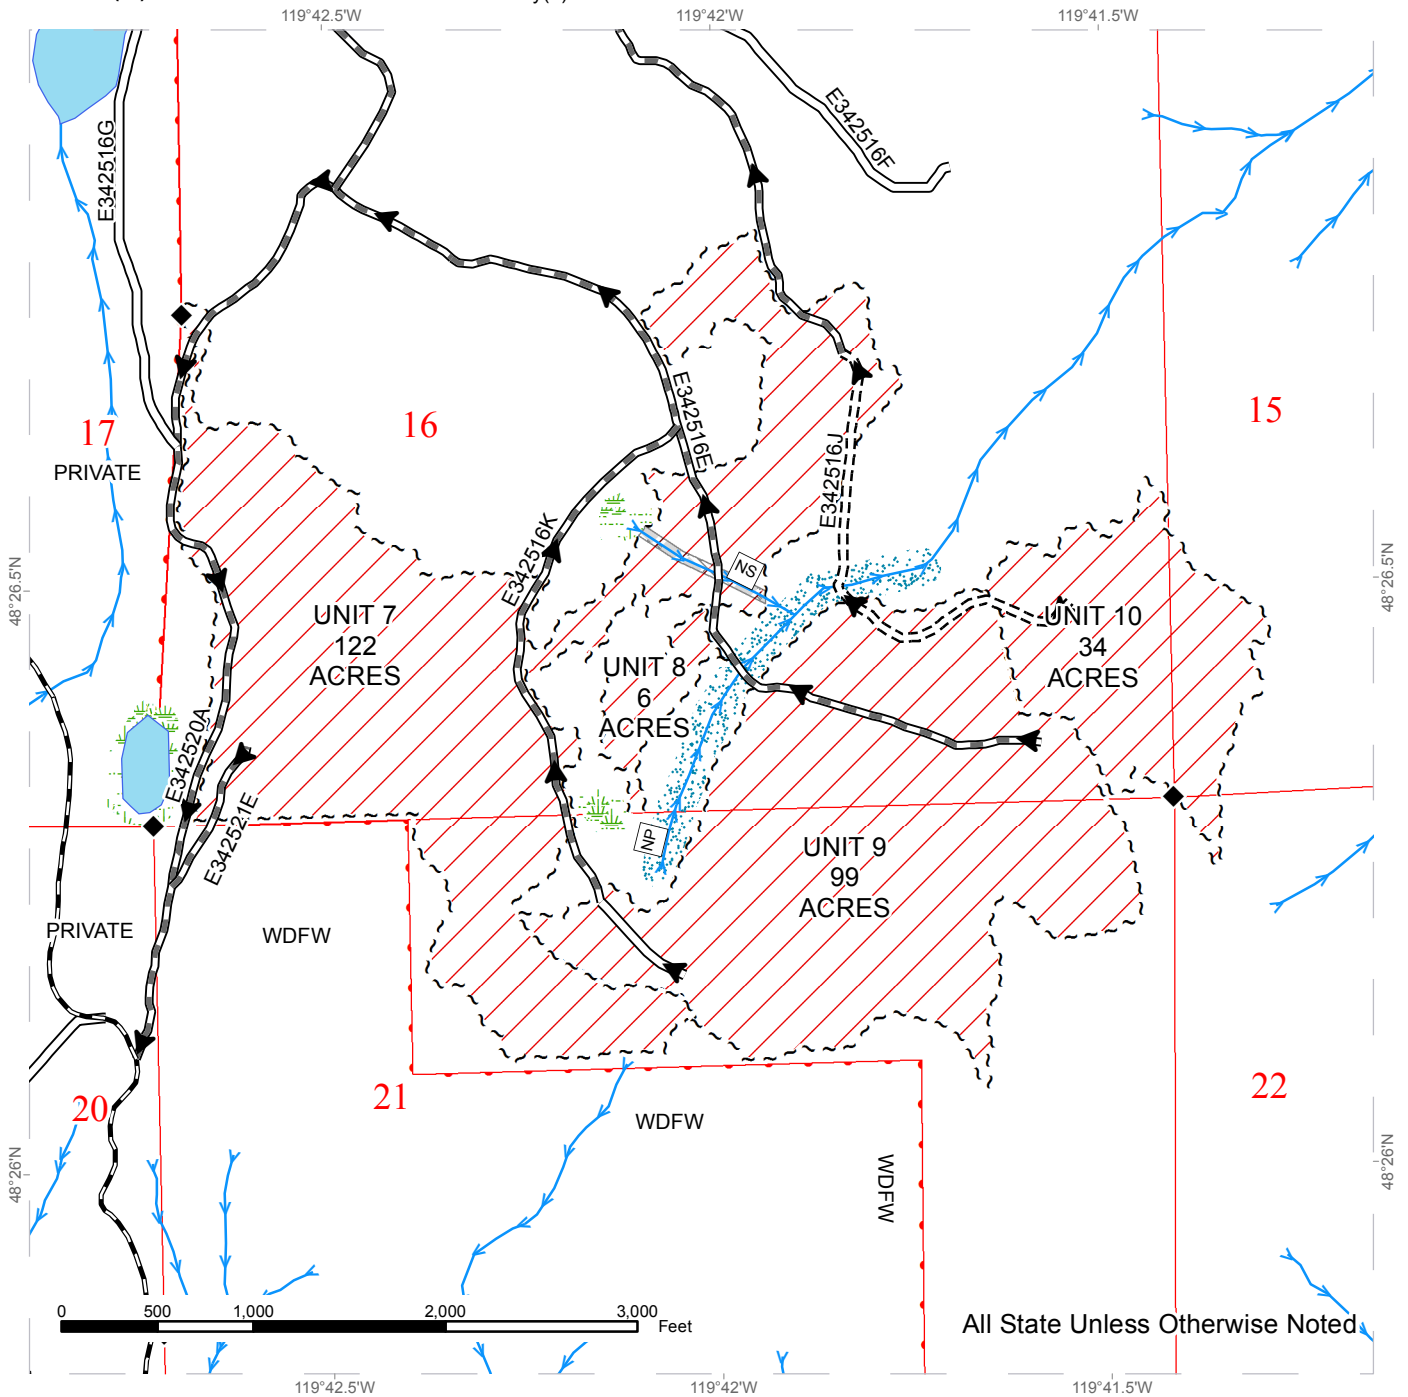 119°42.5'W
119°42'W
119°41.5'W
E342516G
E342516F
17
PRIVATE
16
E342516E
E342516J
15
48°26.5'N
48°26.5'N
E342516K
NS
UNIT 7
122
ACRES
UNIT 8
6
ACRES
UNIT 10
34
ACRES
E342520A
E342521E
NP
UNIT 9
99
ACRES
PRIVATE
WDFW
20
21
22
WDFW
WDFW
48°26'N
48°26'N
0
500
1,000
2,000
3,000
Feet
All State Unless Otherwise Noted
119°42.5'W
119°42'W
119°41.5'W